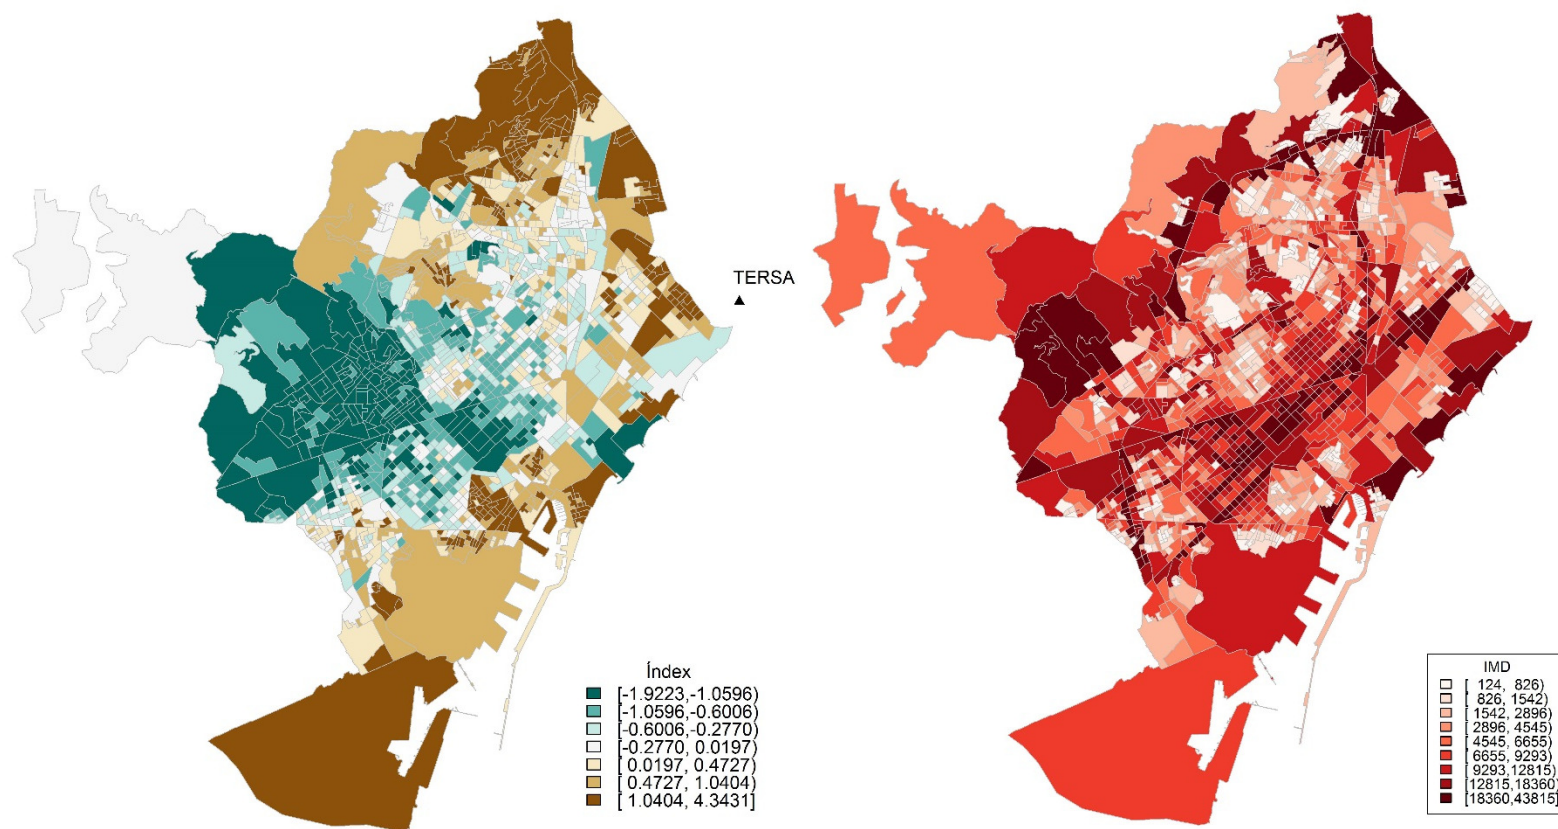 TERSA
Índex
[-1.9223,-1.0596)
[-1.0596,-0.6006)
[-0.6006,-0.2770)
[-0.2770, 0.0197)
[ 0.0197, 0.4727)
[ 0.4727, 1.0404)
[ 1.0404, 4.3431]
IMD
[ 124, 826)
[ 826, 1542)
[ 1542, 2896)
[ 2896, 4545)
[ 4545, 6655)
[ 6655, 9293)
[ 9293,12815)
[12815,18360)
[18360,43815]